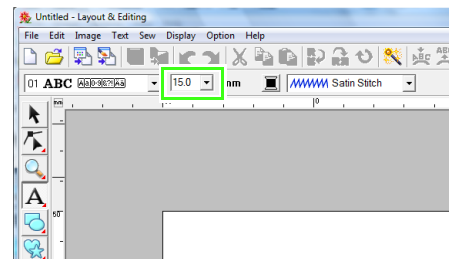 Untitled - Layout & Editing
File Edit Image Text Sew Display Option Help
01 ABC 15.0 mm Satin Stitch
mm 0
A
50